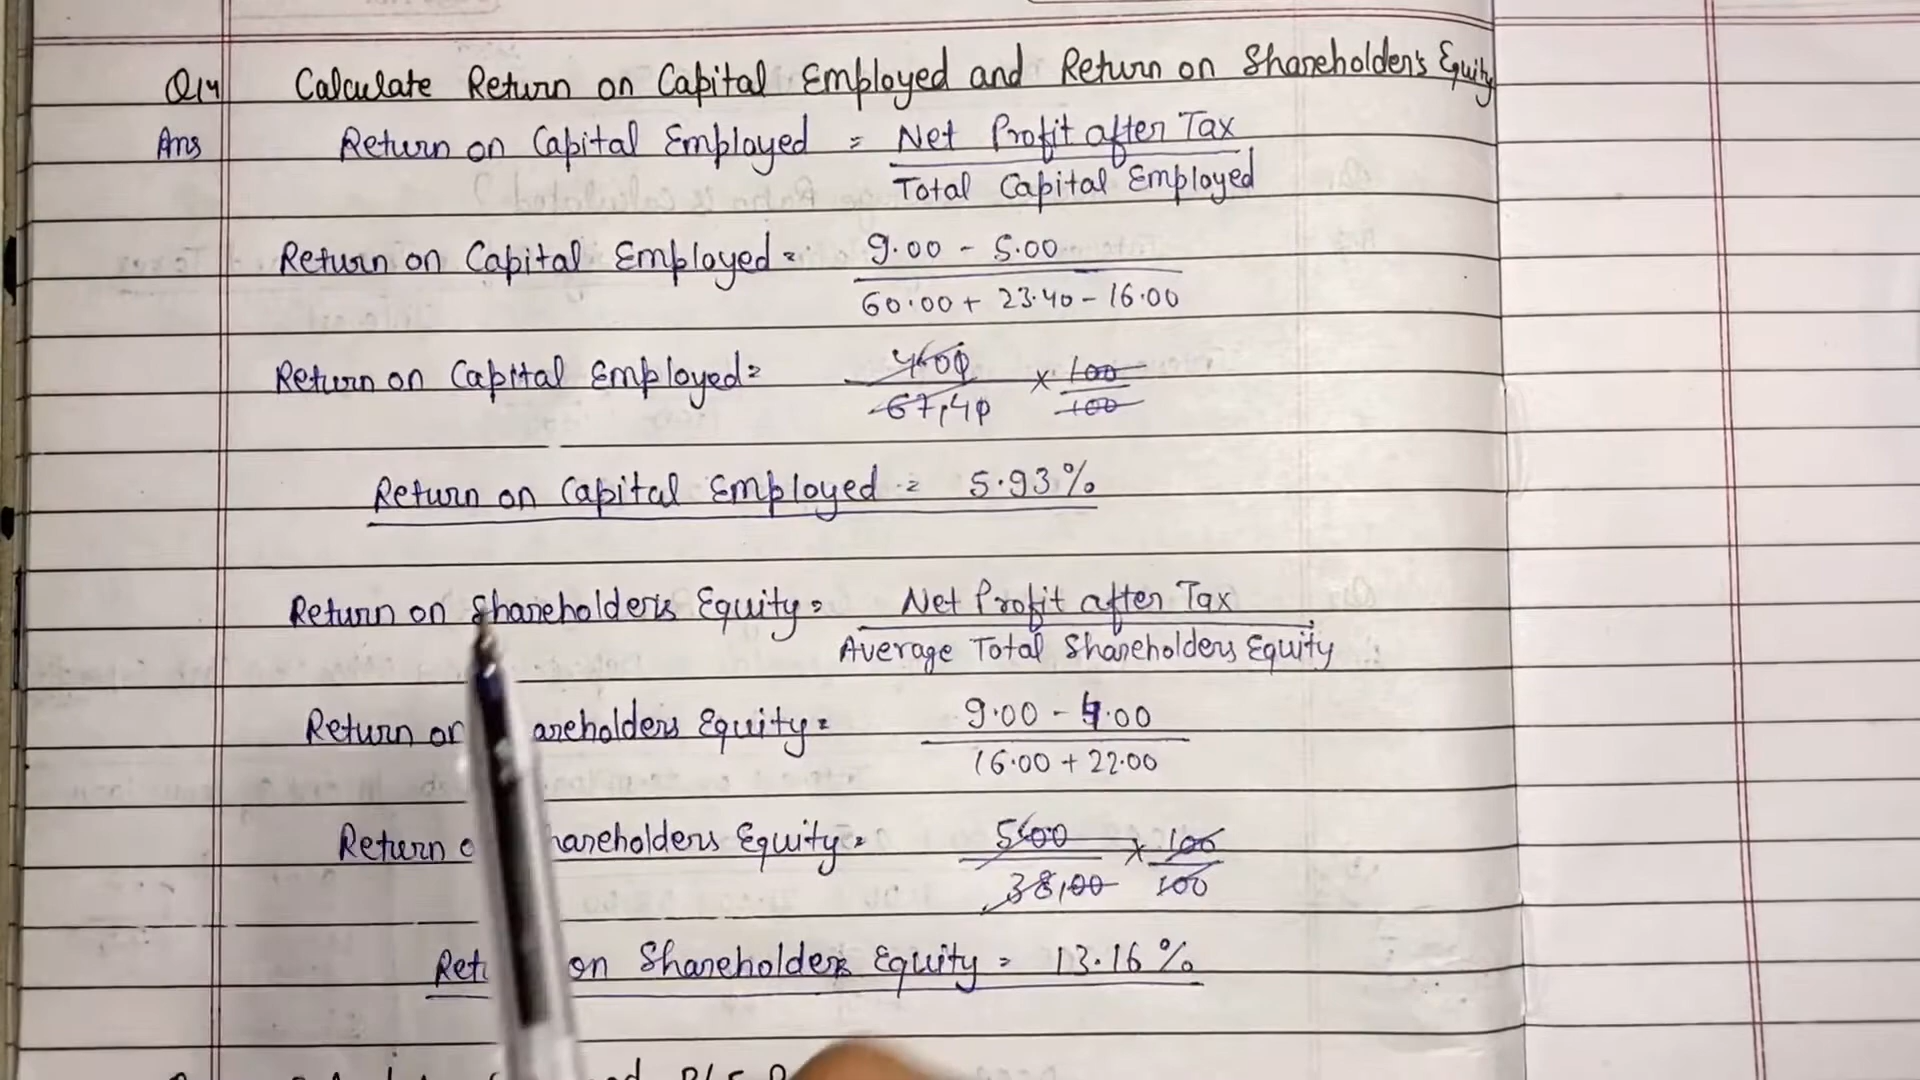 Q14 Calculate Return on Capital Employed and Return on Shareholder's Equity
Ans Return on Capital Employed = Net Profit after Tax
Total Capital Employed
Return on Capital Employed = 9.00 - 5.00
60.00 + 23.40 - 16.00
Return on Capital Employed = 400 × 100
67,40 100
Return on Capital Employed = 5.93%
Return on Shareholders Equity = Net Profit after Tax
Average Total Shareholders Equity
Return on areholders Equity = 9.00 - 4.00
16.00 + 22.00
Return o hareholders Equity = 500 × 100
38,00 100
Ret on Shareholders Equity = 13.16%